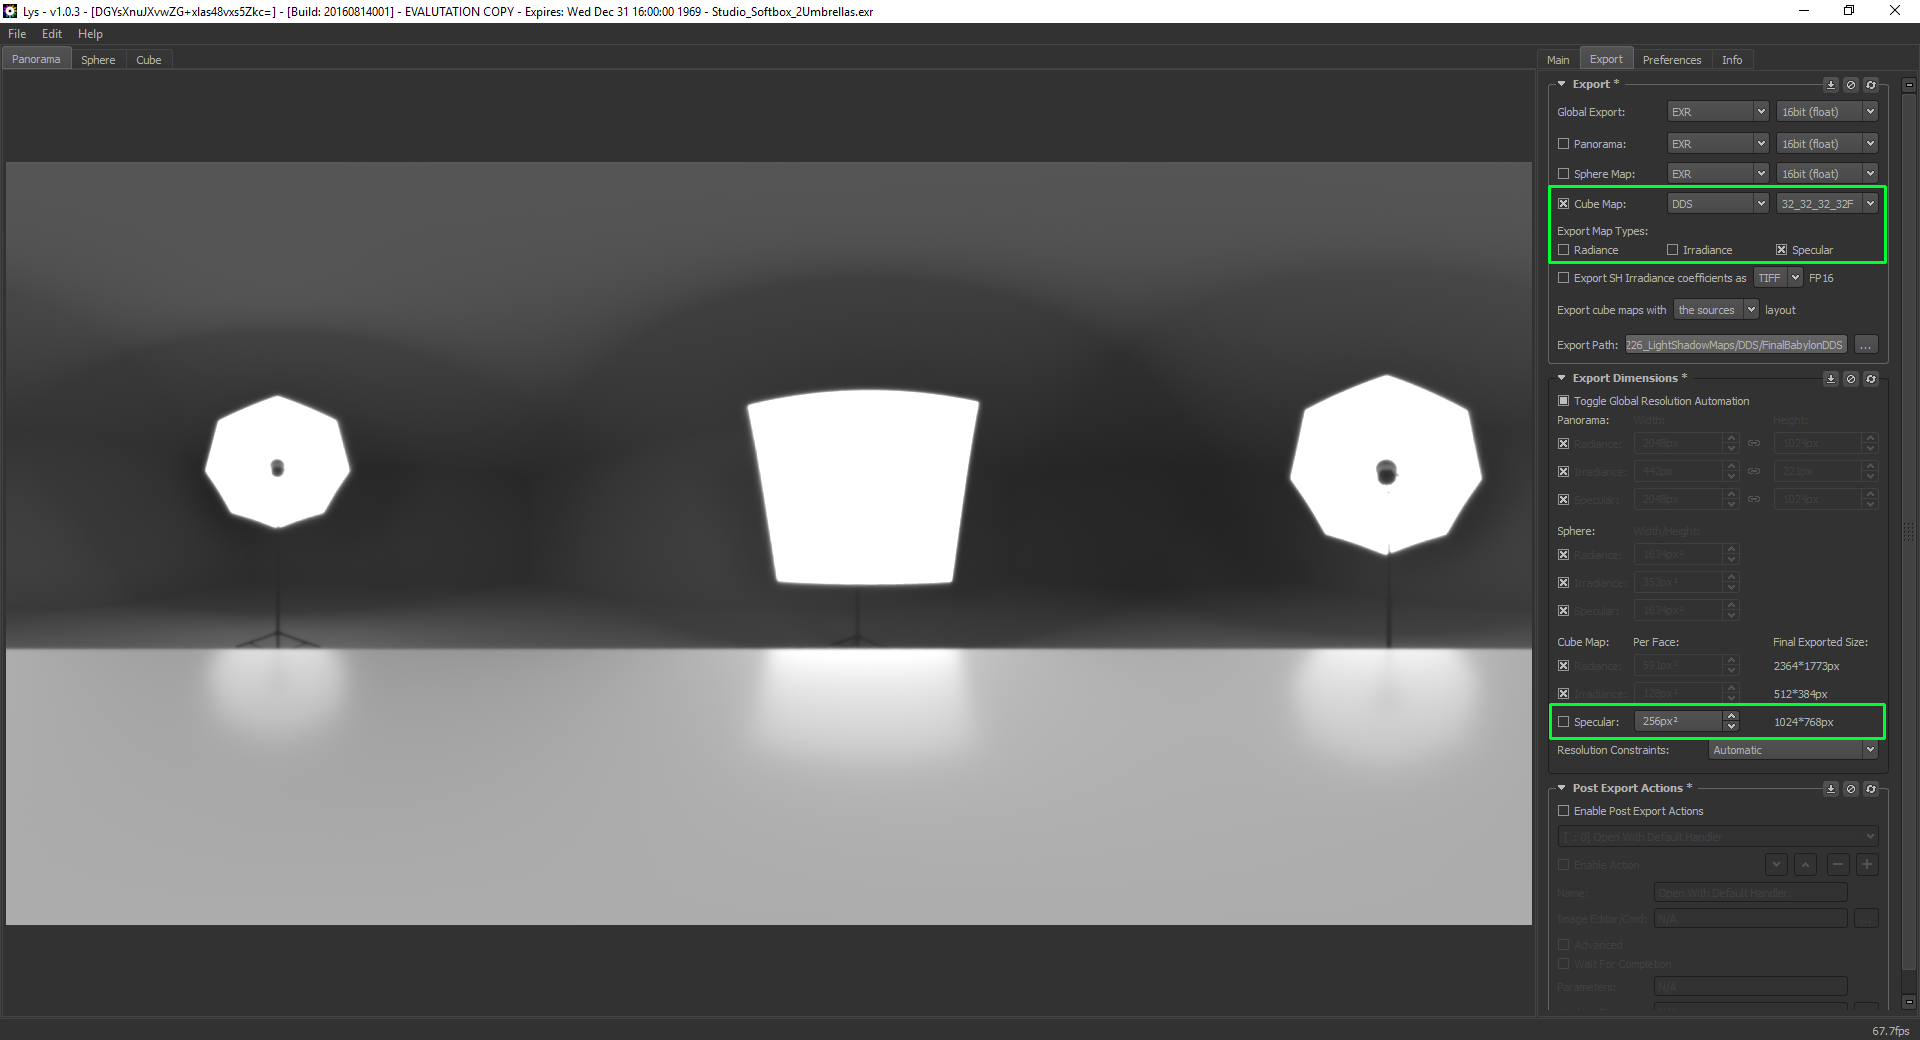 Lys - v1.0.3 - [DGYsXnuJXvwZG+xlas48vxs5Zkc=] - [Build: 20160814001] - EVALUTATION COPY - Expires: Wed Dec 31 16:00:00 1969 - Studio_Softbox_2Umbrellas.exr
File Edit Help
Panorama Sphere Cube
Main Export Preferences Info
Export *
Global Export: EXR 16bit (float)
Panorama: EXR 16bit (float)
Sphere Map: EXR 16bit (float)
Cube Map: DDS 32_32_32_32F
Export Map Types:
Radiance Irradiance Specular
Export SH Irradiance coefficients as TIFF FP16
Export cube maps with the sources layout
Export Path: 226_LightShadowMaps/DDS/FinalBabylonDDS ...
Export Dimensions *
Toggle Global Resolution Automation
Panorama: Width: Height:
Radiance: 2048px 1024px
Irradiance: 442px 221px
Specular: 2048px 1024px
Sphere: Width/Height:
Radiance: 1634px²
Irradiance: 353px²
Specular: 1634px²
Cube Map: Per Face: Final Exported Size:
Radiance: 591px² 2364*1773px
Irradiance: 128px² 512*384px
Specular: 256px² 1024*768px
Resolution Constraints: Automatic
Post Export Actions *
Enable Post Export Actions
[ : 0] Open With Default Handler
Enable Action
Name: Open With Default Handler
Image Editor/Cmd: N/A ...
Advanced
Wait For Completion
Parameters: N/A
67.7fps